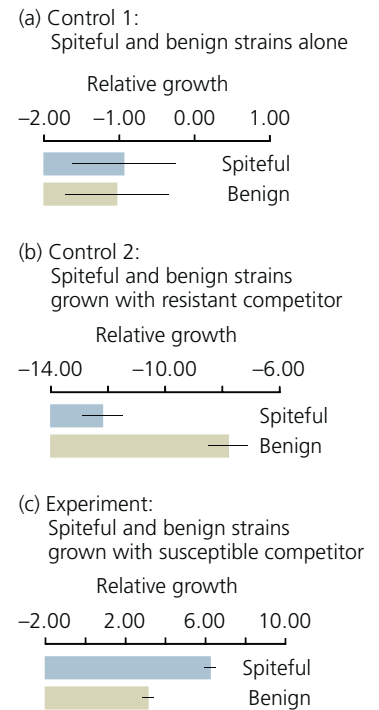 (a) Control 1:
Spiteful and benign strains alone
Relative growth
–2.00 –1.00 0.00 1.00
Spiteful
Benign
(b) Control 2:
Spiteful and benign strains
grown with resistant competitor
Relative growth
–14.00 –10.00 –6.00
Spiteful
Benign
(c) Experiment:
Spiteful and benign strains
grown with susceptible competitor
Relative growth
–2.00 2.00 6.00 10.00
Spiteful
Benign